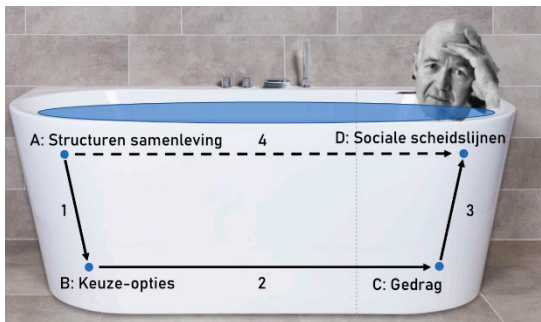 A: Structuren samenleving 4 D: Sociale scheidslijnen
1 3
B: Keuze-opties 2 C: Gedrag